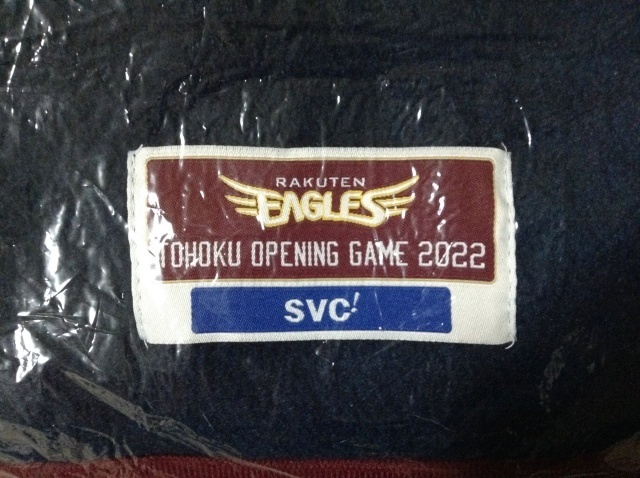 RAKUTEN
EAGLES
TOHOKU OPENING GAME 2022
SVC!